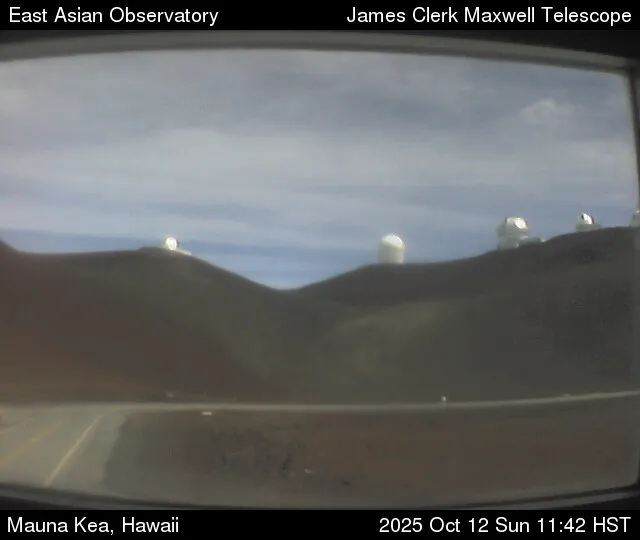 East Asian Observatory
James Clerk Maxwell Telescope
Mauna Kea, Hawaii
2025 Oct 12 Sun 11:42 HST